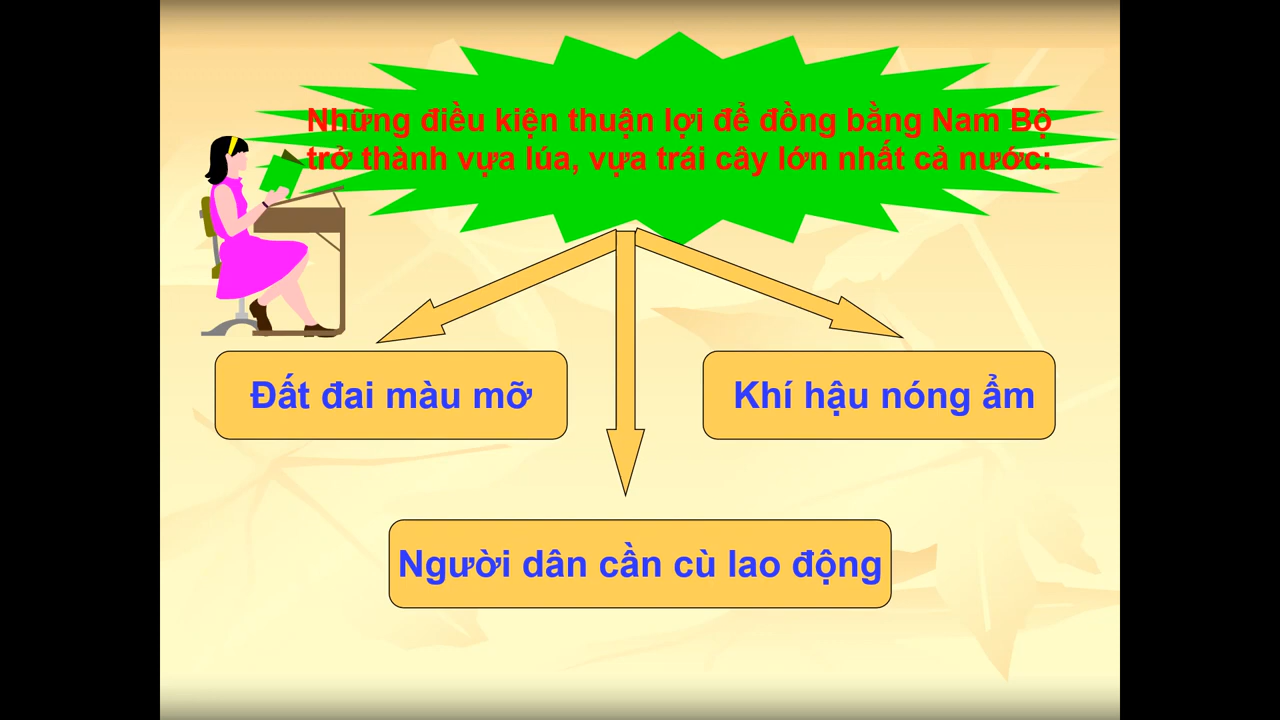 Những điều kiện thuận lợi để đồng bằng Nam Bộ
trở thành vựa lúa, vựa trái cây lớn nhất cả nước:
Đất đai màu mỡ
Khí hậu nóng ẩm
Người dân cần cù lao động